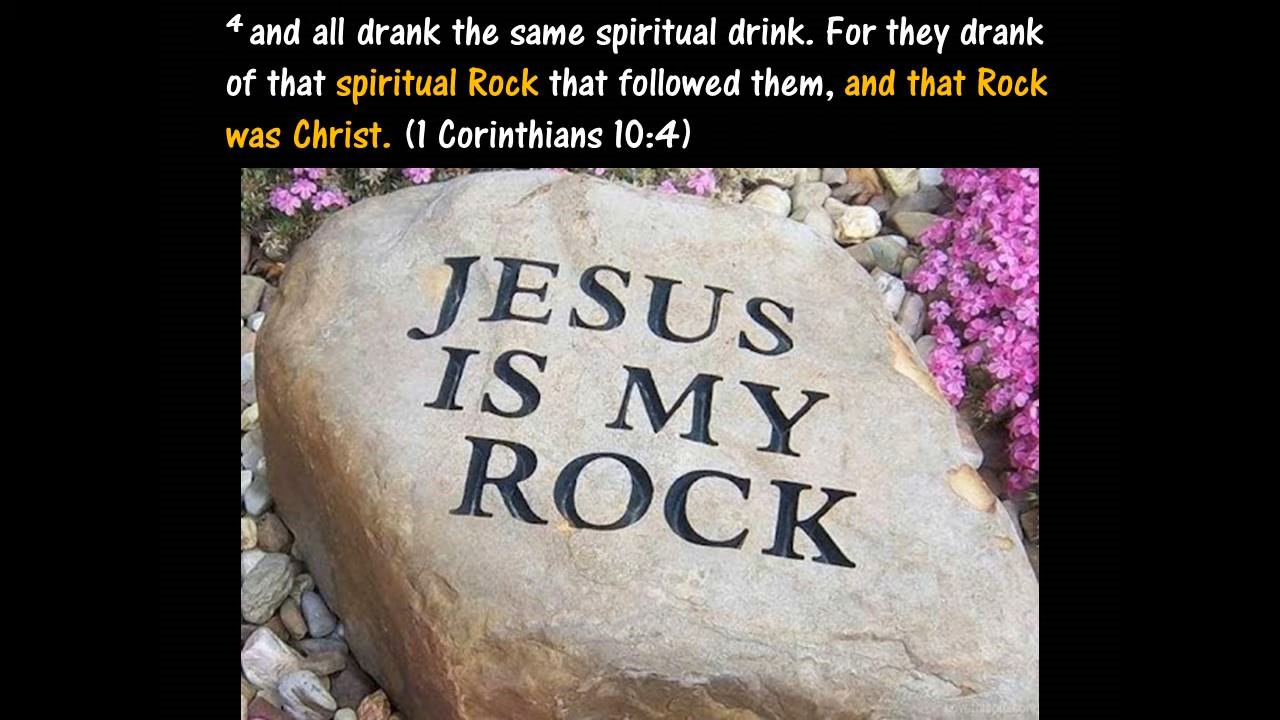 4 and all drank the same spiritual drink. For they drank
of that spiritual Rock that followed them, and that Rock
was Christ. (1 Corinthians 10:4)
JESUS
IS MY
ROCK